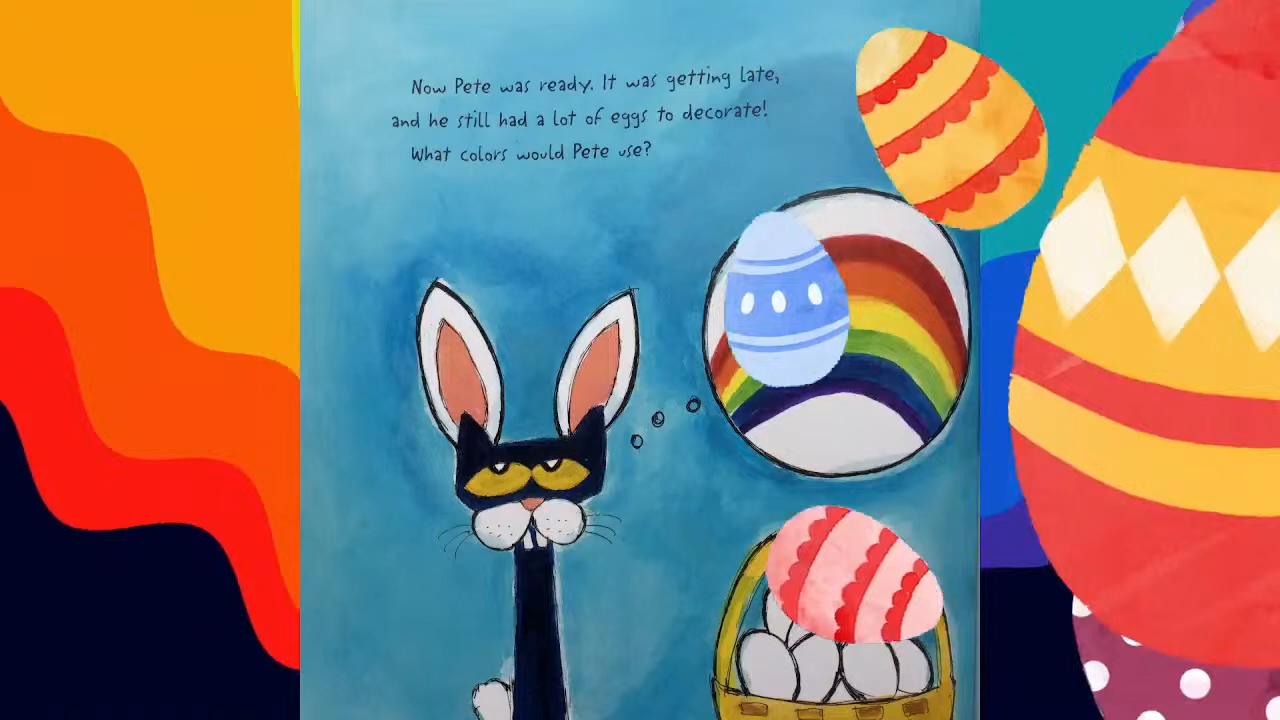 Now Pete was ready. It was getting late,
and he still had a lot of eggs to decorate!
What colors would Pete use?